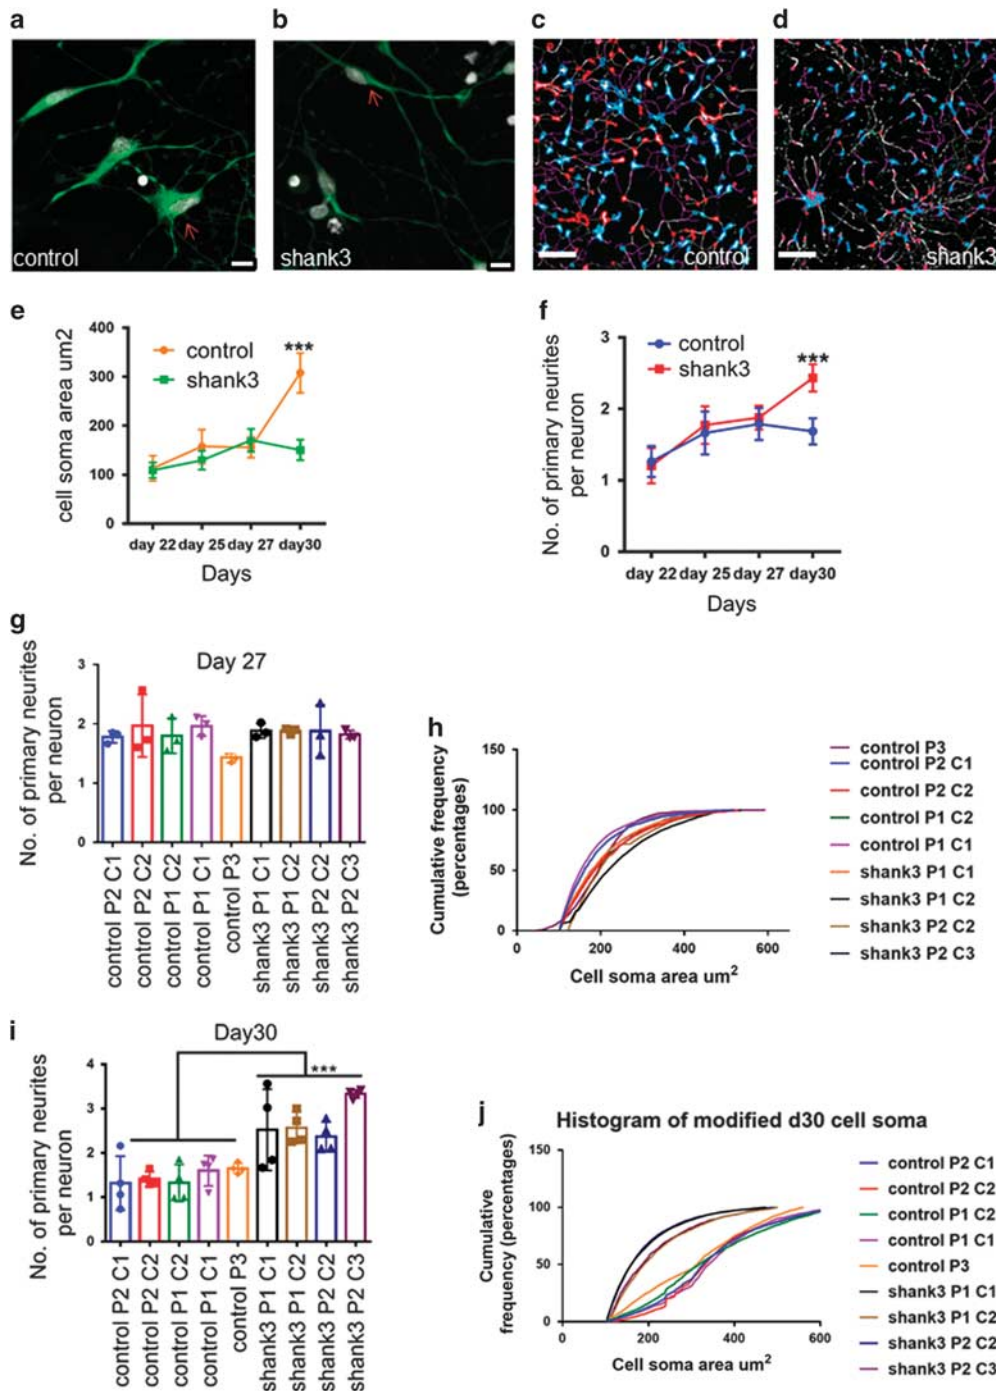 a
b
c
d
control
shank3
control
shank3
e
cell soma area um2
400
300
200
100
0
control
shank3
***
day 22
day 25
day 27
day30
Days
f
No. of primary neurites
per neuron
3
2
1
0
control
shank3
***
day 22
day 25
day 27
day30
Days
g
Day 27
No. of primary neurites
per neuron
3
2
1
0
control P2 C1
control P2 C2
control P1 C2
control P1 C1
control P3
shank3 P1 C1
shank3 P1 C2
shank3 P2 C2
shank3 P2 C3
h
Cumulative frequency
(percentages)
150
100
50
0
0
200
400
600
Cell soma area um²
control P3
control P2 C1
control P2 C2
control P1 C2
control P1 C1
shank3 P1 C1
shank3 P1 C2
shank3 P2 C2
shank3 P2 C3
i
Day30
No. of primary neurites
per neuron
4
3
2
1
0
***
control P2 C1
control P2 C2
control P1 C2
control P1 C1
control P3
shank3 P1 C1
shank3 P1 C2
shank3 P2 C2
shank3 P2 C3
j
Histogram of modified d30 cell soma
Cumulative
frequency (percentages)
150
100
50
0
0
200
400
600
Cell soma area um²
control P2 C1
control P2 C2
control P1 C2
control P1 C1
control P3
shank3 P1 C1
shank3 P1 C2
shank3 P2 C2
shank3 P2 C3